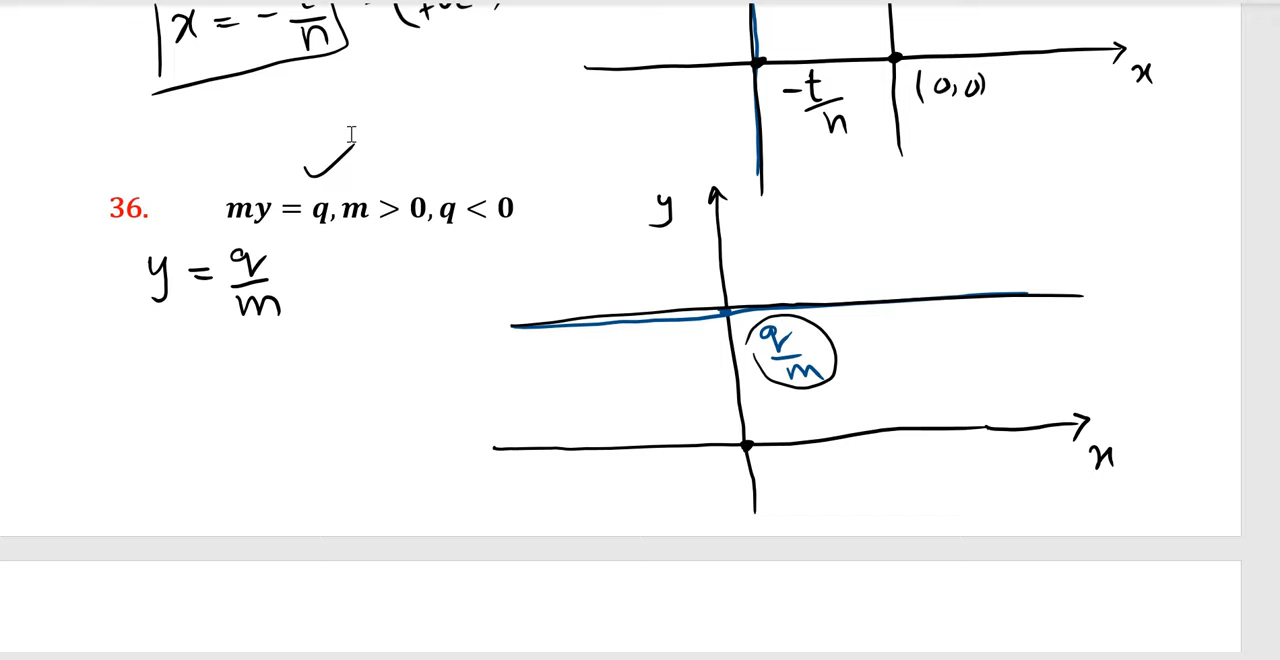 x = - t/n
x
-t/n
(0,0)
36. my = q, m > 0, q < 0
y = q/m
y
q/m
x